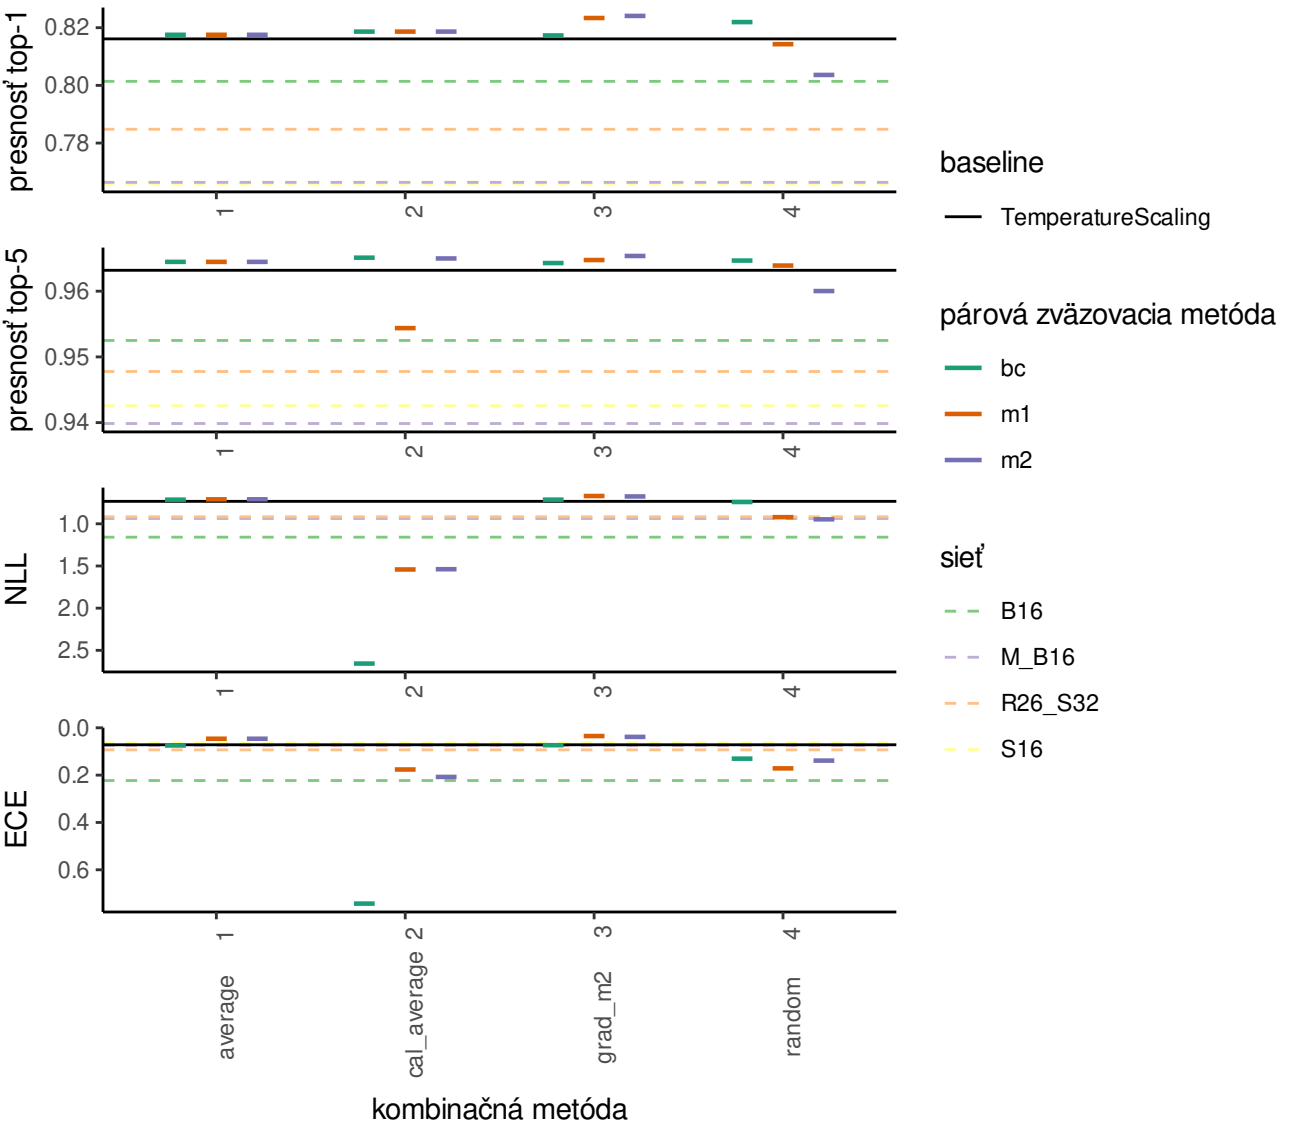 presnosť top-1
0.82
0.80
0.78
1
2
3
4
presnosť top-5
0.96
0.95
0.94
1
2
3
4
NLL
1.0
1.5
2.0
2.5
1
2
3
4
ECE
0.0
0.2
0.4
0.6
1
2
3
4
average
cal_average
grad_m2
random
kombinačná metóda
baseline
TemperatureScaling
párová zväzovacia metóda
bc
m1
m2
sieť
B16
M_B16
R26_S32
S16